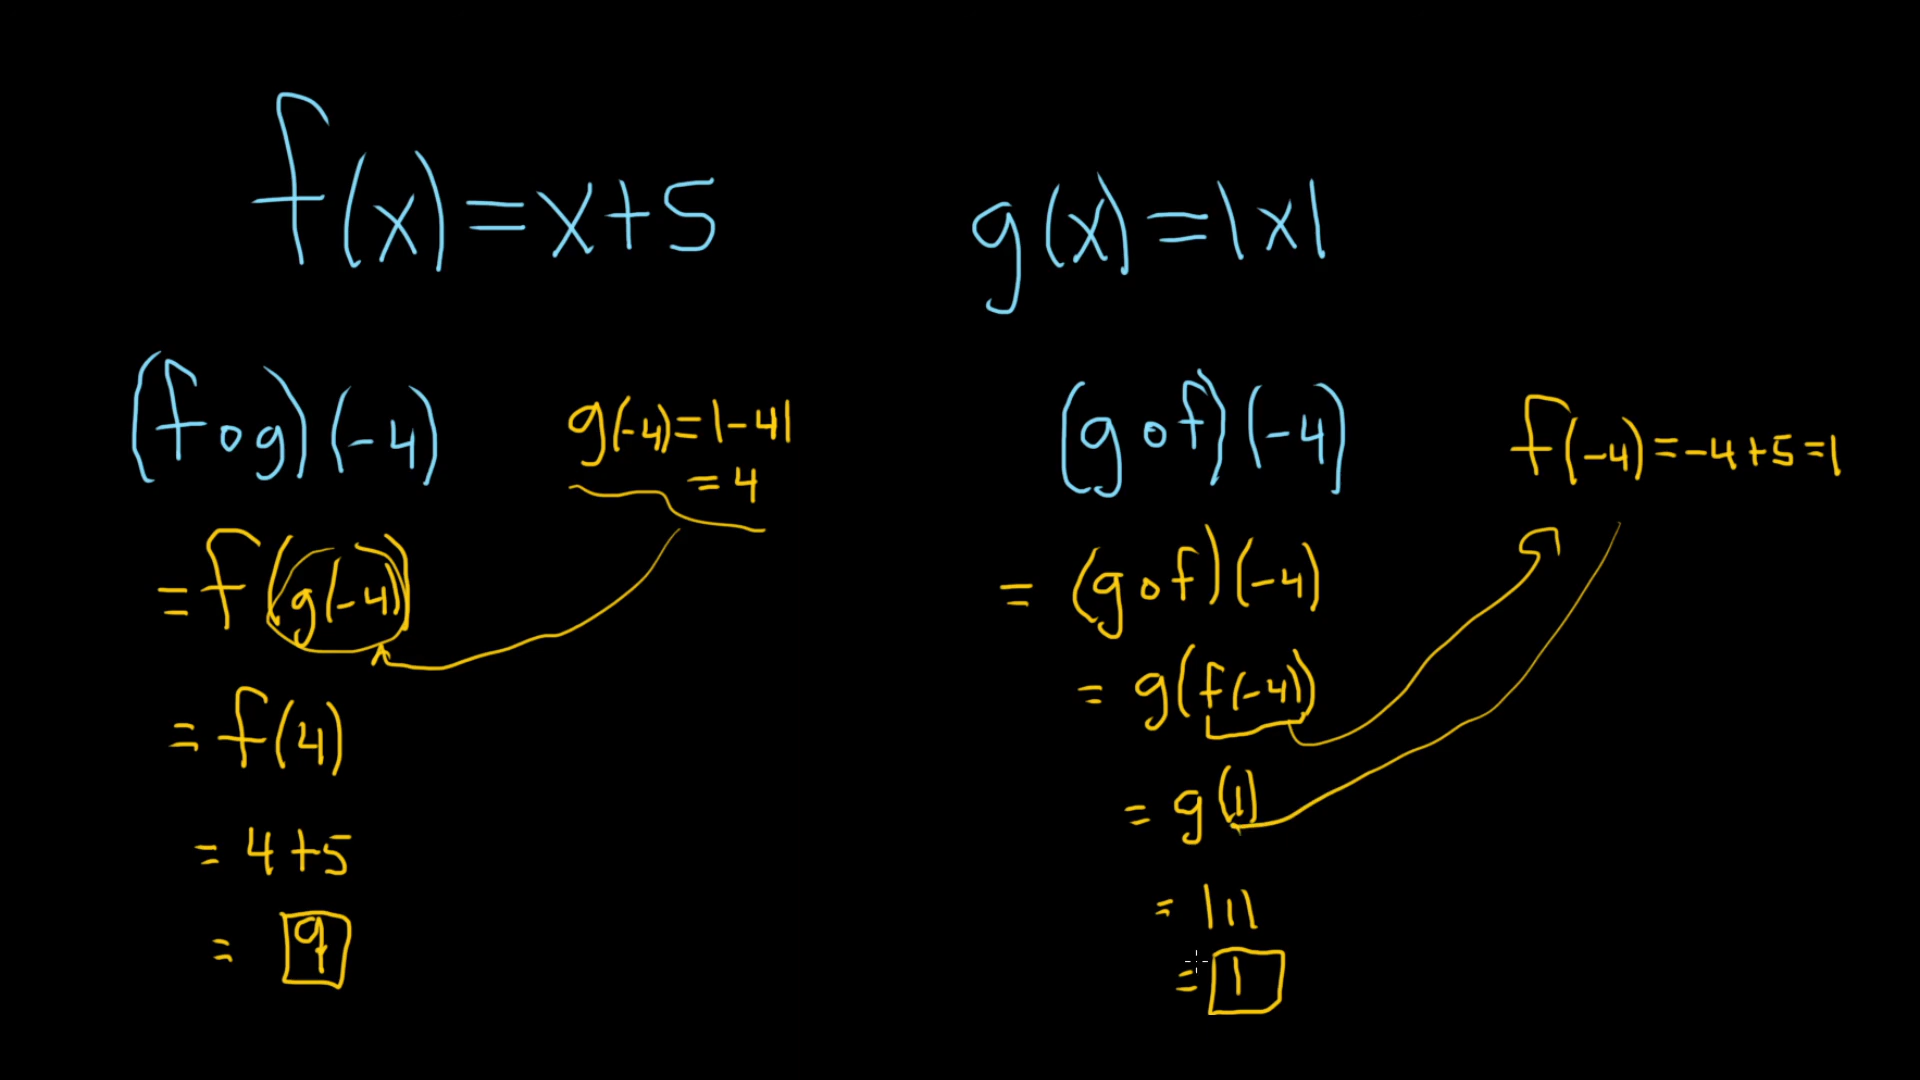 f(x)=x+5
g(x)=|x|
(f∘g)(-4)
g(-4)=|-4|
=4
=f(g(-4))
=f(4)
=4+5
=9
(g∘f)(-4)
f(-4)=-4+5=1
=(g∘f)(-4)
=g(f(-4))
=g(1)
=|1|
=1